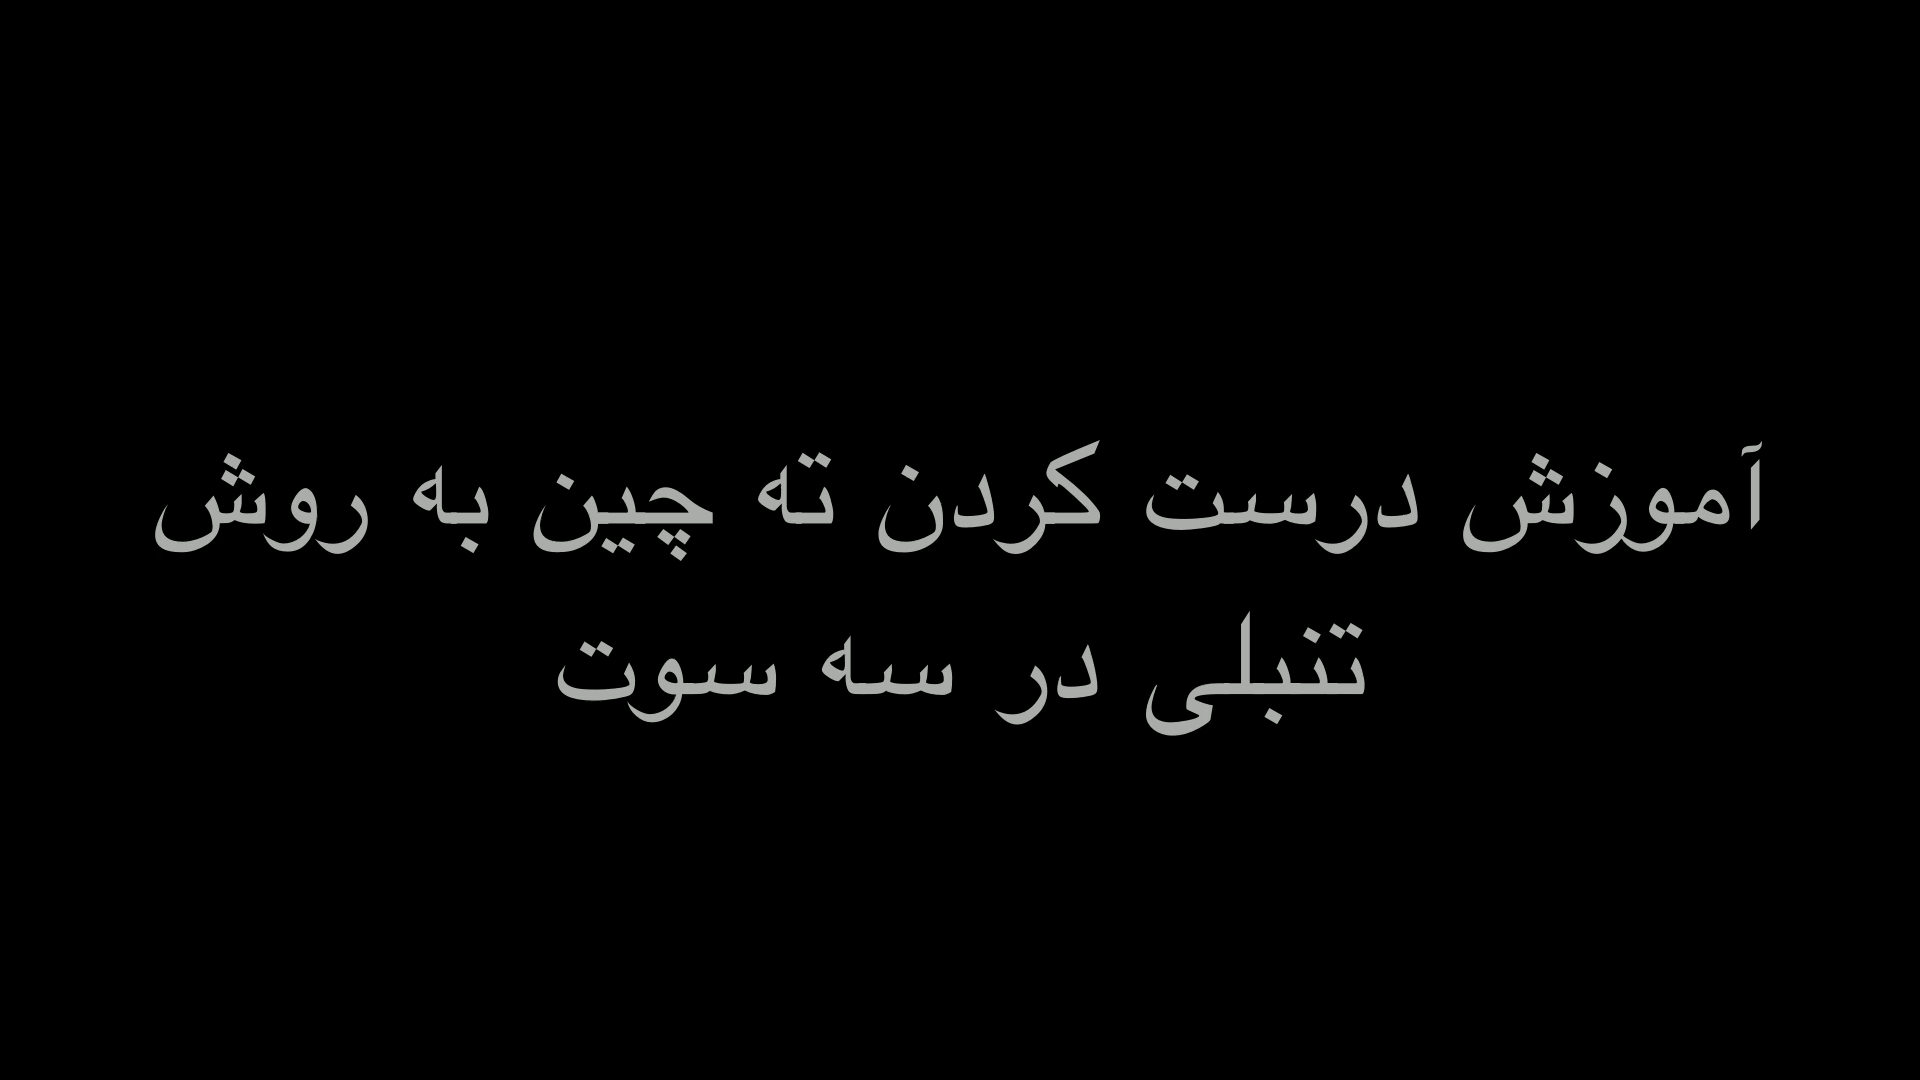 آموزش درست کردن ته چین به روش
تنبلی در سه سوت